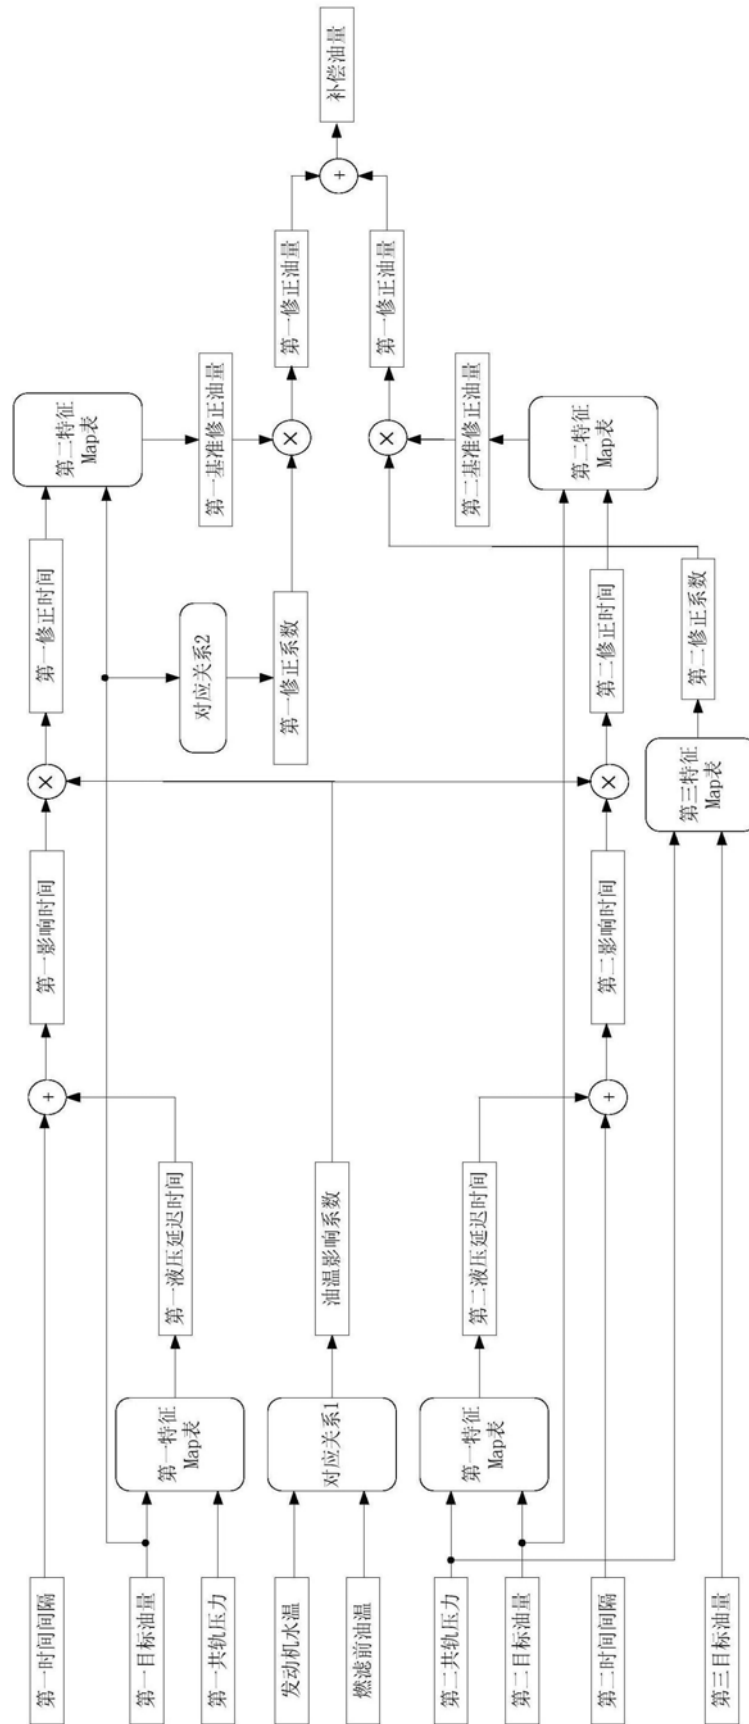 第一时间间隔
第一目标油量
第一共轨压力
发动机水温
燃滤前油温
第二共轨压力
第二目标油量
第二时间间隔
第三目标油量
第一特征
Map表
对应关系1
第一特征
Map表
第一液压延迟时间
油温影响系数
第二液压延迟时间
+
+
第一影响时间
第二影响时间
×
×
第三特征
Map表
对应关系2
第一修正时间
第一修正系数
第二修正时间
第二修正系数
第二特征
Map表
第二特征
Map表
第一基准修正油量
第二基准修正油量
×
×
第一修正油量
第一修正油量
+
补偿油量